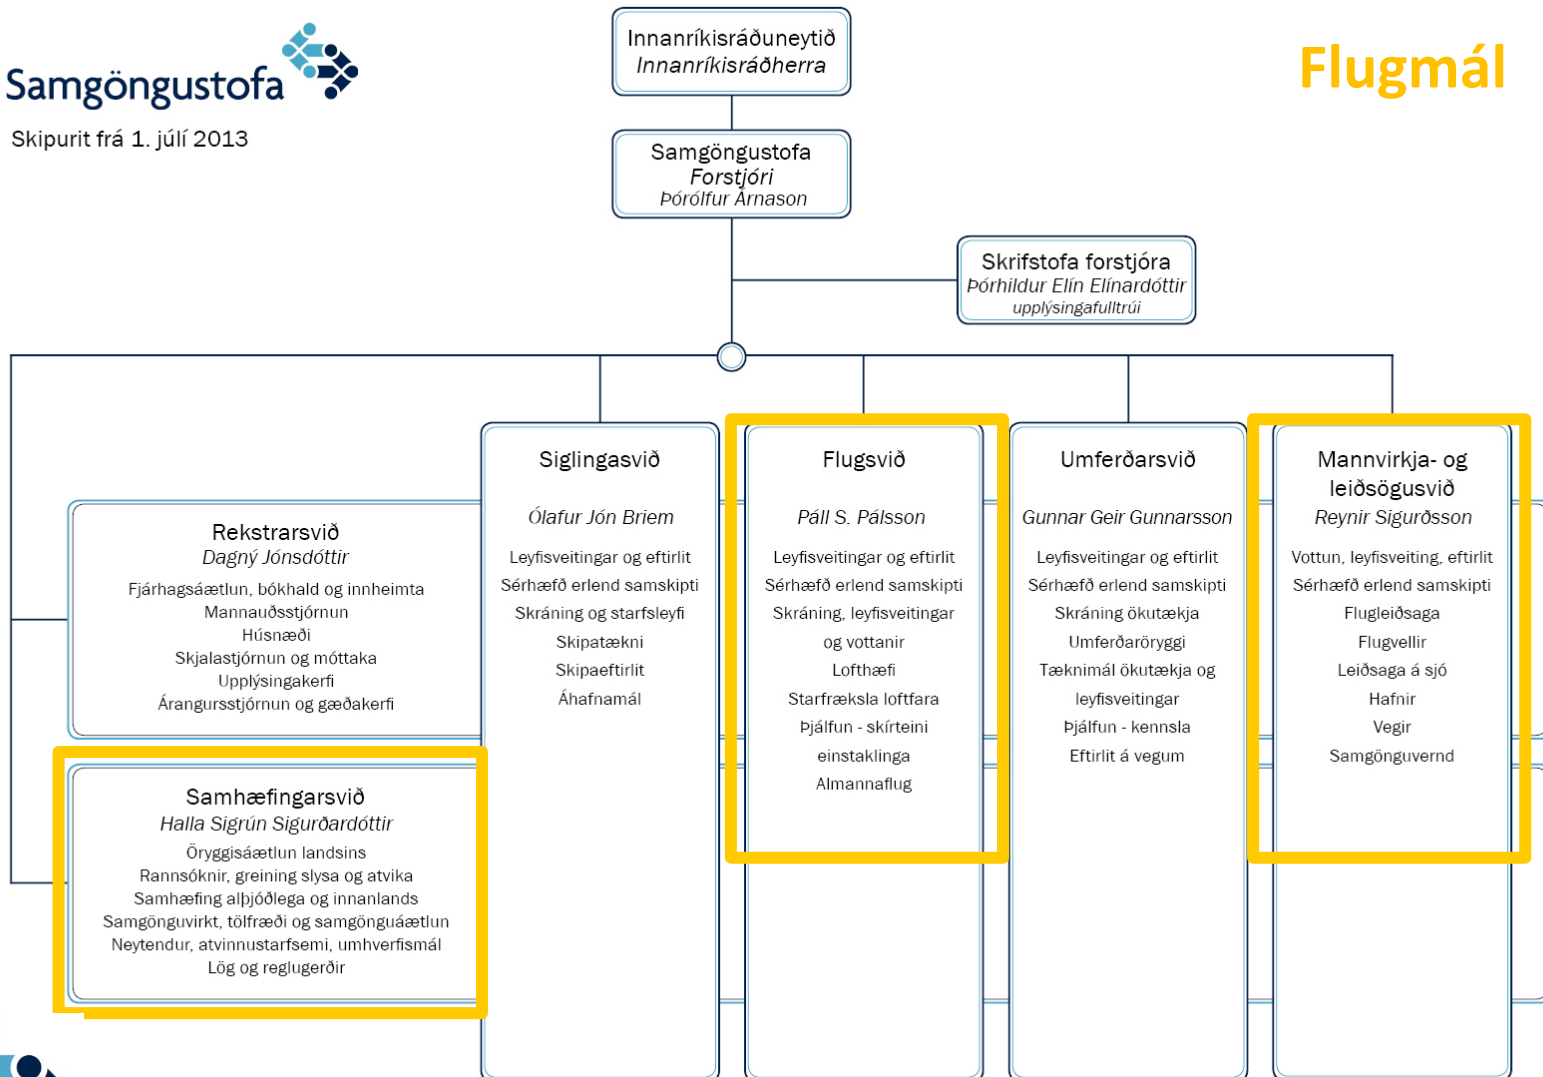 Samgöngustofa
Skipurit frá 1. júlí 2013
Flugmál
Innanríkisráðuneytið
Innanríkisráðherra
Samgöngustofa
Forstjóri
Þórólfur Árnason
Skrifstofa forstjóra
Þórhildur Elín Elínardóttir
upplýsingafulltrúi
Rekstrarsvið
Dagný Jónsdóttir
Fjárhagsáætlun, bókhald og innheimta
Mannauðsstjórnun
Húsnæði
Skjalastjórnun og móttaka
Upplýsingakerfi
Árangursstjórnun og gæðakerfi
Samhæfingarsvið
Halla Sigrún Sigurðardóttir
Öryggisáætlun landsins
Rannsóknir, greining slysa og atvika
Samhæfing alþjóðlega og innanlands
Samgönguvirkt, tölfræði og samgönguáætlun
Neytendur, atvinnustarfsemi, umhverfismál
Lög og reglugerðir
Siglingasvið
Ólafur Jón Briem
Leyfisveitingar og eftirlit
Sérhæfð erlend samskipti
Skráning og starfsleyfi
Skipatækni
Skipaeftirlit
Áhafnamál
Flugsvið
Páll S. Pálsson
Leyfisveitingar og eftirlit
Sérhæfð erlend samskipti
Skráning, leyfisveitingar
og vottanir
Lofthæfi
Starfræksla loftfara
Þjálfun - skírteini
einstaklinga
Almannaflug
Umferðarsvið
Gunnar Geir Gunnarsson
Leyfisveitingar og eftirlit
Sérhæfð erlend samskipti
Skráning ökutækja
Umferðaröryggi
Tæknimál ökutækja og
leyfisveitingar
Þjálfun - kennsla
Eftirlit á vegum
Mannvirkja- og
leiðsögusvið
Reynir Sigurðsson
Vottun, leyfisveiting, eftirlit
Sérhæfð erlend samskipti
Flugleiðsaga
Flugvellir
Leiðsaga á sjó
Hafnir
Vegir
Samgönguvernd